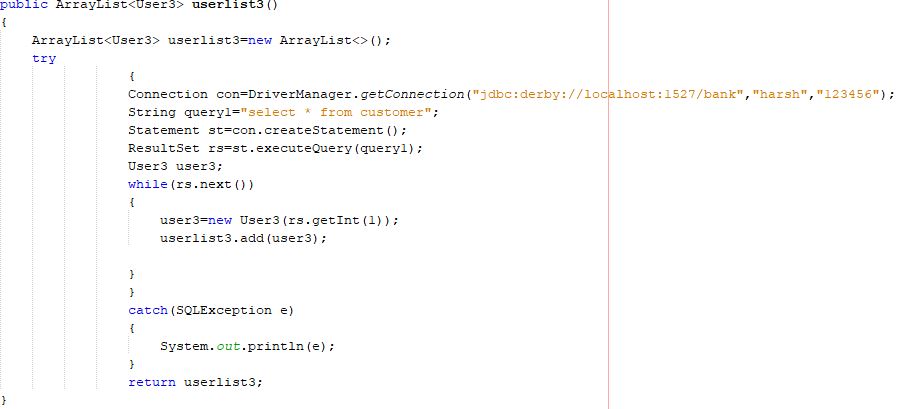 public ArrayList<User3> userlist3()
{
ArrayList<User3> userlist3=new ArrayList<>();
try
{
Connection con=DriverManager.getConnection("jdbc:derby://localhost:1527/bank","harsh","123456");
String query1="select * from customer";
Statement st=con.createStatement();
ResultSet rs=st.executeQuery(query1);
User3 user3;
while(rs.next())
{
user3=new User3(rs.getInt(1));
userlist3.add(user3);
}
}
catch(SQLException e)
{
System.out.println(e);
}
return userlist3;
}